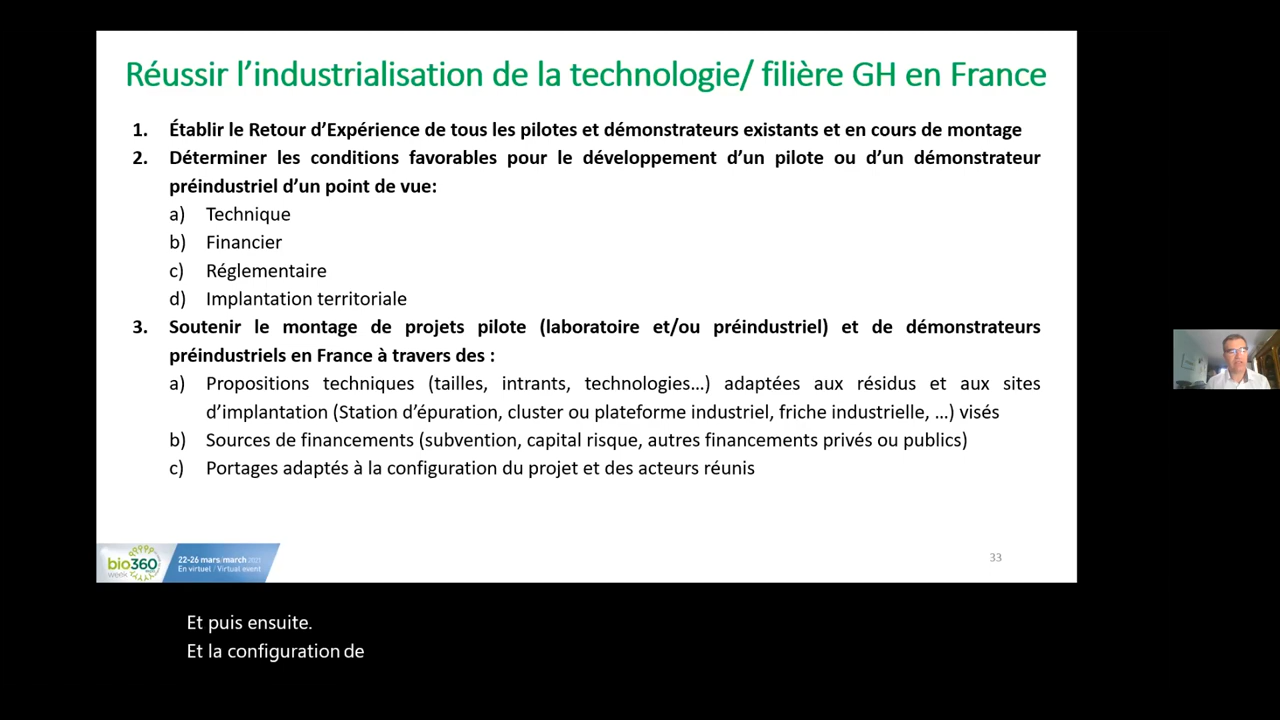 Réussir l’industrialisation de la technologie/ filière GH en France
1. Établir le Retour d’Expérience de tous les pilotes et démonstrateurs existants et en cours de montage
2. Déterminer les conditions favorables pour le développement d’un pilote ou d’un démonstrateur
préindustriel d’un point de vue:
a) Technique
b) Financier
c) Réglementaire
d) Implantation territoriale
3. Soutenir le montage de projets pilote (laboratoire et/ou préindustriel) et de démonstrateurs
préindustriels en France à travers des :
a) Propositions techniques (tailles, intrants, technologies…) adaptées aux résidus et aux sites
d’implantation (Station d’épuration, cluster ou plateforme industriel, friche industrielle, …) visés
b) Sources de financements (subvention, capital risque, autres financements privés ou publics)
c) Portages adaptés à la configuration du projet et des acteurs réunis
bio360
week
22-26 mars/march 2021
En virtuel / Virtual event
33
Et puis ensuite.
Et la configuration de